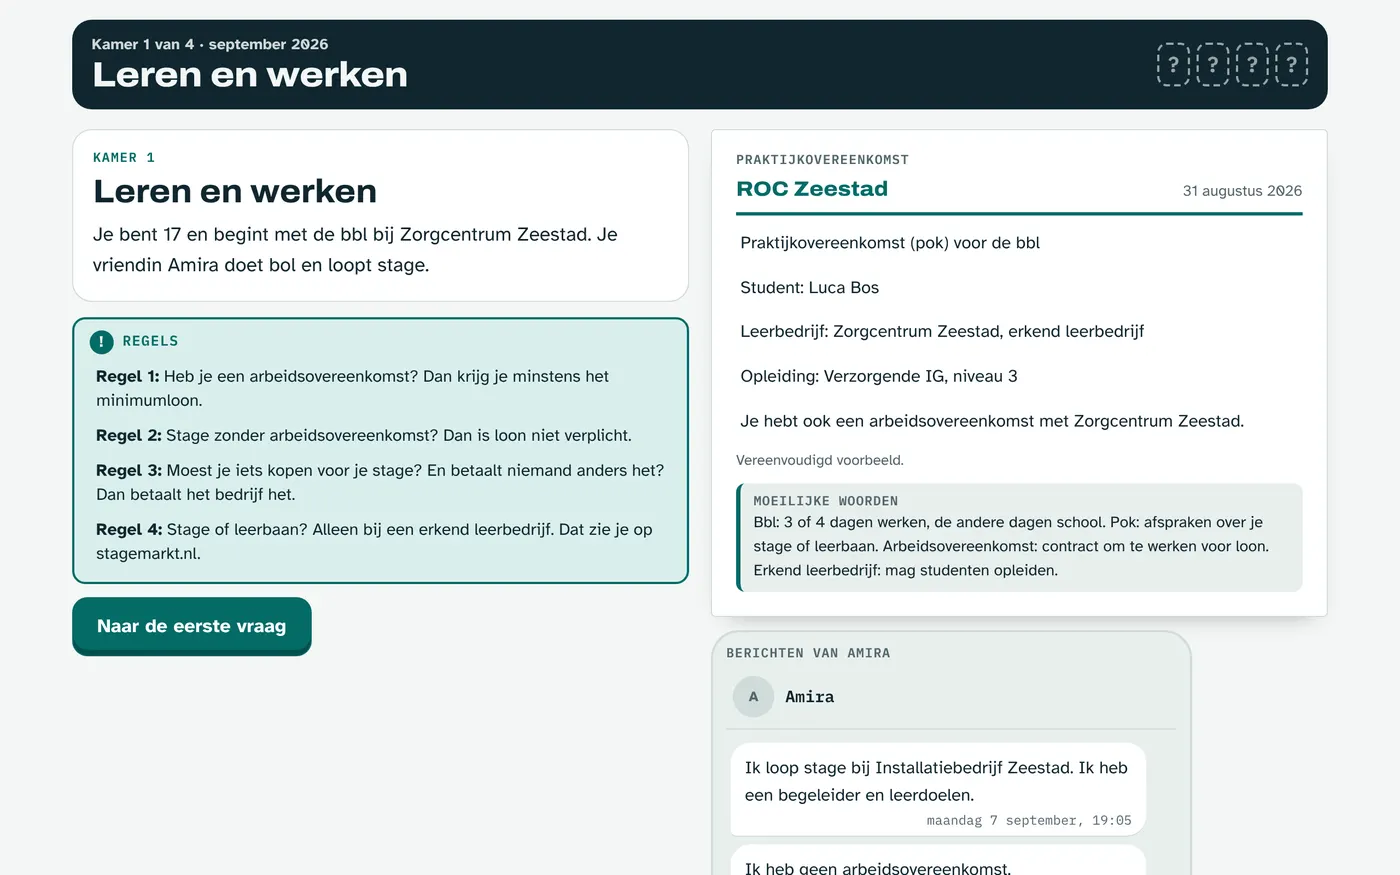 Kamer 1 van 4 · september 2026
Leren en werken
? ? ? ?
KAMER 1
Leren en werken
Je bent 17 en begint met de bbl bij Zorgcentrum Zeestad. Je
vriendin Amira doet bol en loopt stage.
! REGELS
Regel 1: Heb je een arbeidsovereenkomst? Dan krijg je minstens het
minimumloon.
Regel 2: Stage zonder arbeidsovereenkomst? Dan is loon niet verplicht.
Regel 3: Moest je iets kopen voor je stage? En betaalt niemand anders het?
Dan betaalt het bedrijf het.
Regel 4: Stage of leerbaan? Alleen bij een erkend leerbedrijf. Dat zie je op
stagemarkt.nl.
Naar de eerste vraag
PRAKTIJKOVEREENKOMST
ROC Zeestad
31 augustus 2026
Praktijkovereenkomst (pok) voor de bbl
Student: Luca Bos
Leerbedrijf: Zorgcentrum Zeestad, erkend leerbedrijf
Opleiding: Verzorgende IG, niveau 3
Je hebt ook een arbeidsovereenkomst met Zorgcentrum Zeestad.
Vereenvoudigd voorbeeld.
MOEILIJKE WOORDEN
Bbl: 3 of 4 dagen werken, de andere dagen school. Pok: afspraken over je
stage of leerbaan. Arbeidsovereenkomst: contract om te werken voor loon.
Erkend leerbedrijf: mag studenten opleiden.
BERICHTEN VAN AMIRA
A Amira
Ik loop stage bij Installatiebedrijf Zeestad. Ik heb
een begeleider en leerdoelen.
maandag 7 september, 19:05
Ik heb geen arbeidsovereenkomst.